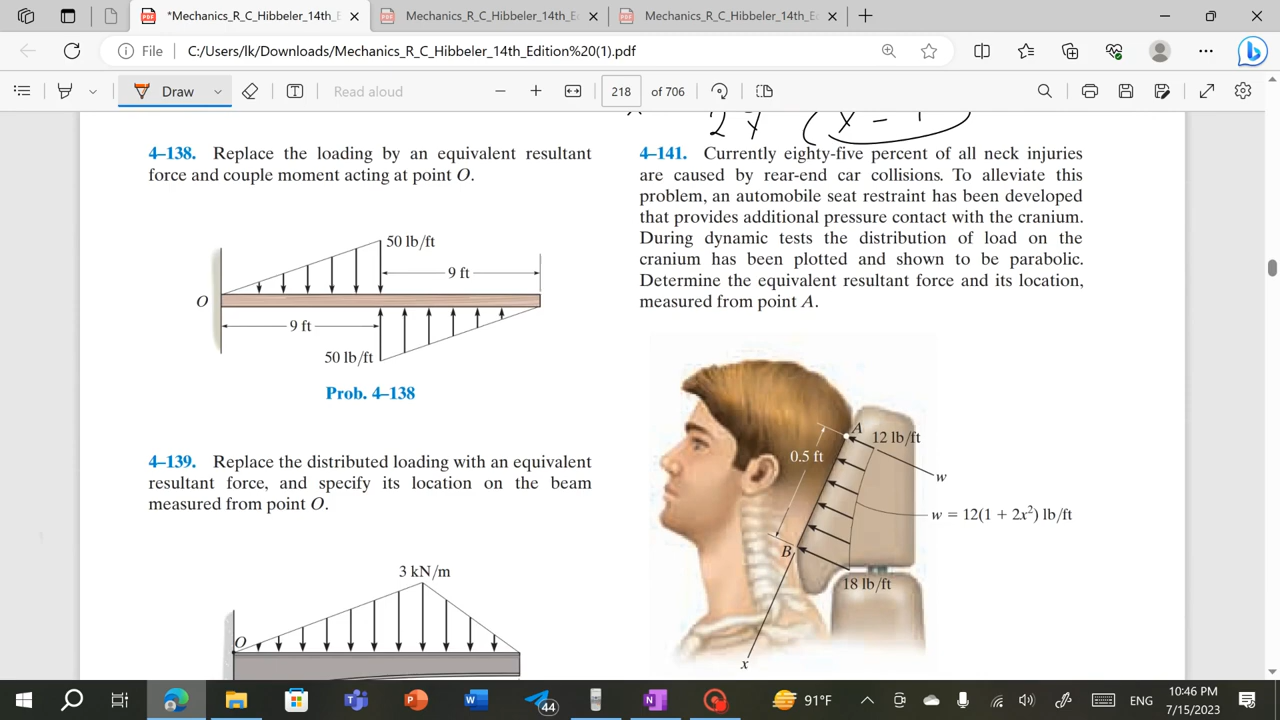 *Mechanics_R_C_Hibbeler_14th_E
Mechanics_R_C_Hibbeler_14th_Ec
Mechanics_R_C_Hibbeler_14th_Ec
File
C:/Users/lk/Downloads/Mechanics_R_C_Hibbeler_14th_Edition%20(1).pdf
Draw
Read aloud
218 of 706
4–138. Replace the loading by an equivalent resultant
force and couple moment acting at point O.
50 lb/ft
9 ft
O
9 ft
50 lb/ft
Prob. 4–138
4–139. Replace the distributed loading with an equivalent
resultant force, and specify its location on the beam
measured from point O.
3 kN/m
O
4–141. Currently eighty-five percent of all neck injuries
are caused by rear-end car collisions. To alleviate this
problem, an automobile seat restraint has been developed
that provides additional pressure contact with the cranium.
During dynamic tests the distribution of load on the
cranium has been plotted and shown to be parabolic.
Determine the equivalent resultant force and its location,
measured from point A.
A
12 lb/ft
0.5 ft
w
w = 12(1 + 2x²) lb/ft
B
18 lb/ft
x
44
91°F
ENG
10:46 PM
7/15/2023